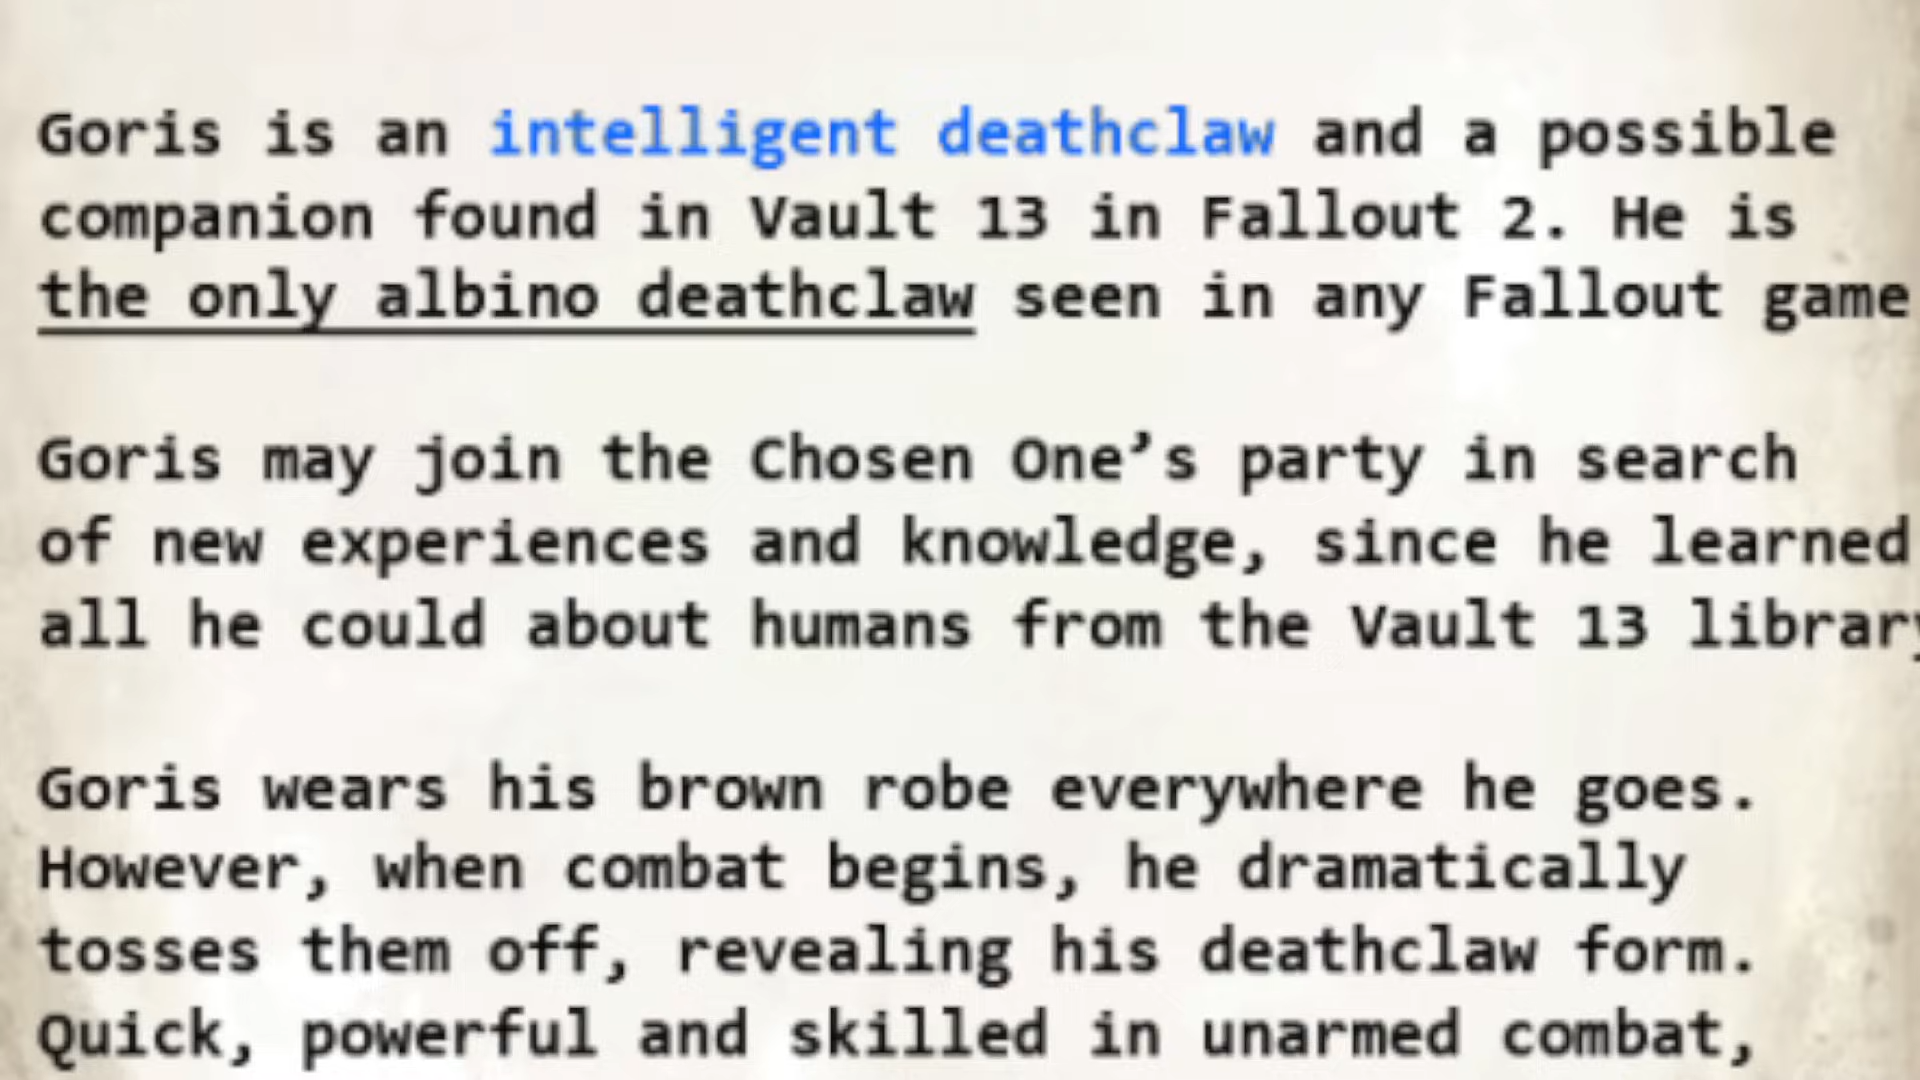 Goris is an intelligent deathclaw and a possible
companion found in Vault 13 in Fallout 2. He is
the only albino deathclaw seen in any Fallout game
Goris may join the Chosen One’s party in search
of new experiences and knowledge, since he learned
all he could about humans from the Vault 13 library
Goris wears his brown robe everywhere he goes.
However, when combat begins, he dramatically
tosses them off, revealing his deathclaw form.
Quick, powerful and skilled in unarmed combat,